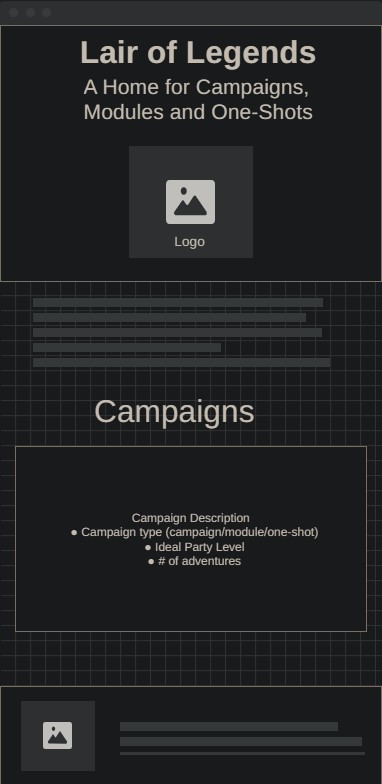 Lair of Legends
A Home for Campaigns,
Modules and One-Shots
Logo
Campaigns
Campaign Description
● Campaign type (campaign/module/one-shot)
● Ideal Party Level
● # of adventures